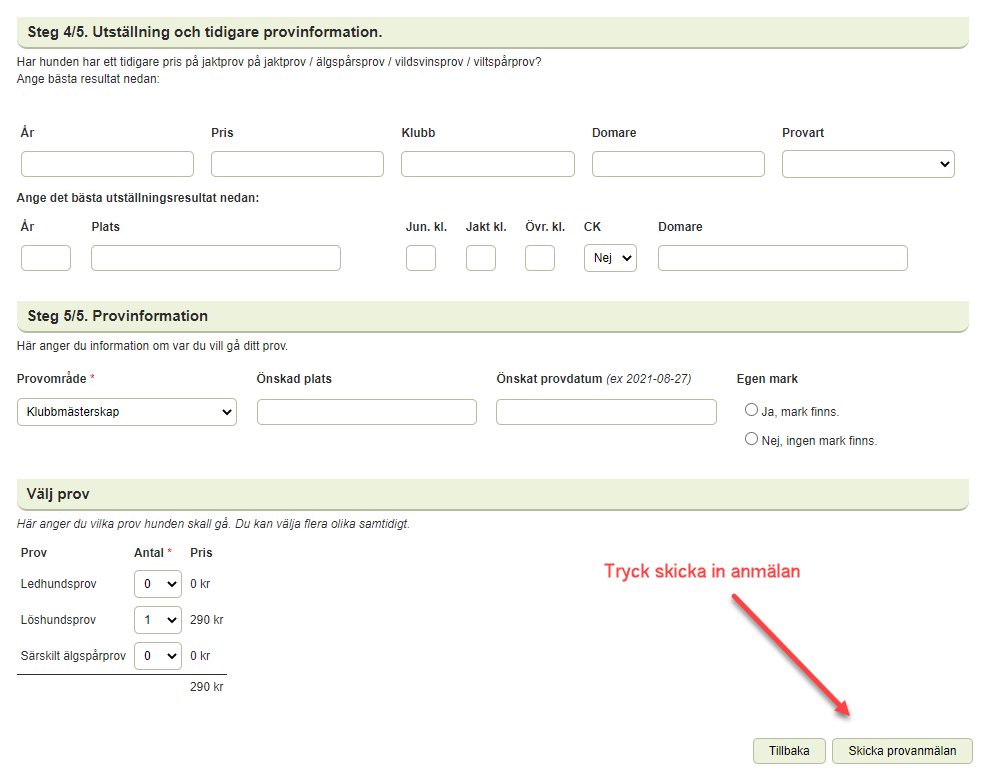 Steg 4/5. Utställning och tidigare provinformation.
Har hunden har ett tidigare pris på jaktprov på jaktprov / älgspårsprov / vildsvinsprov / viltspårprov?
Ange bästa resultat nedan:
År Pris Klubb Domare Provart
Ange det bästa utställningsresultat nedan:
År Plats Jun. kl. Jakt kl. Övr. kl. CK Domare
Nej
Steg 5/5. Provinformation
Här anger du information om var du vill gå ditt prov.
Provområde * Önskad plats Önskat provdatum (ex 2021-08-27) Egen mark
Klubbmästerskap Ja, mark finns.
Nej, ingen mark finns.
Välj prov
Här anger du vilka prov hunden skall gå. Du kan välja flera olika samtidigt.
Prov Antal * Pris
Ledhundsprov 0 0 kr
Löshundsprov 1 290 kr
Särskilt älgspårprov 0 0 kr
290 kr
Tryck skicka in anmälan
Tillbaka Skicka provanmälan